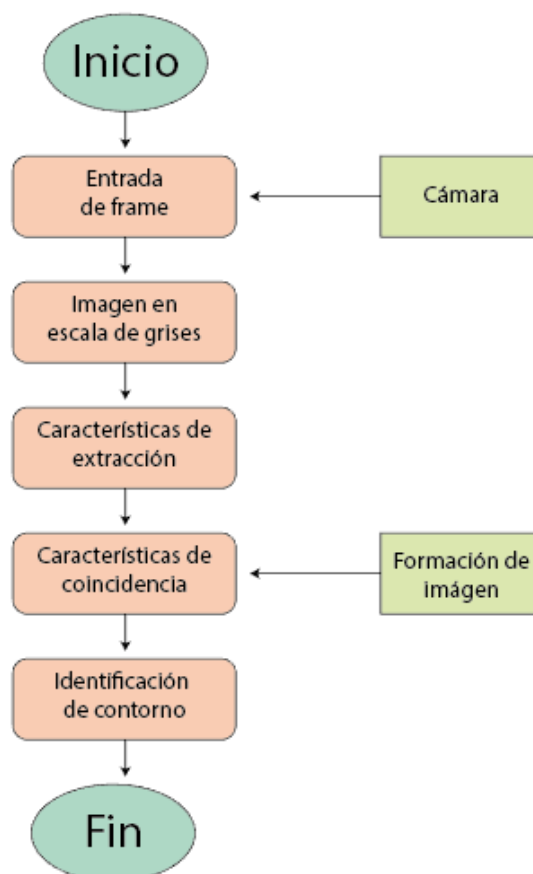 Inicio
Entrada
de frame
Cámara
Imagen en
escala de grises
Características de
extracción
Características de
coincidencia
Formación de
imágen
Identificación
de contorno
Fin